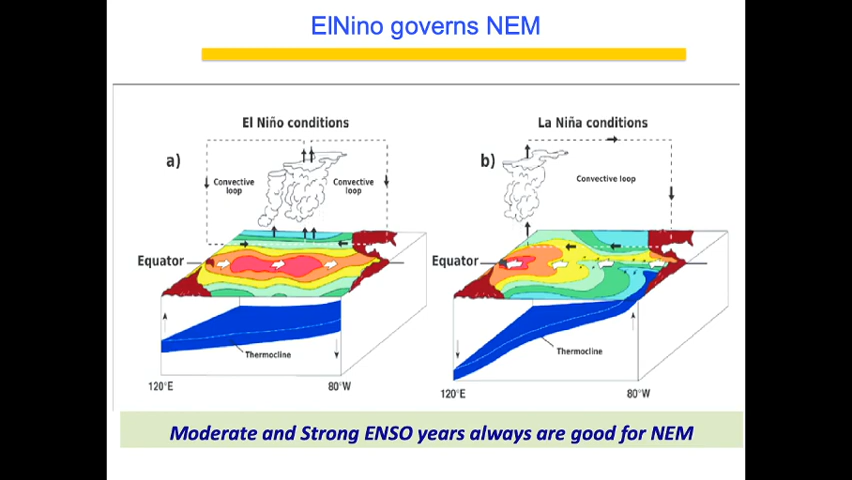 ElNino governs NEM
El Niño conditions
a)
Convective
loop
Convective
loop
Equator
Thermocline
120°E
80°W
La Niña conditions
b)
Convective loop
Equator
Thermocline
120°E
80°W
Moderate and Strong ENSO years always are good for NEM